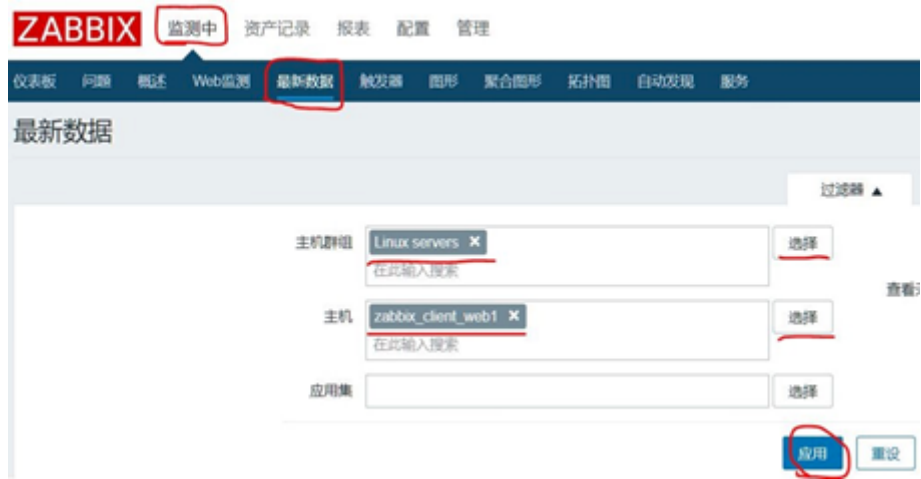 ZABBIX 监测中 资产记录 报表 配置 管理
仪表板 问题 概述 Web监测 最新数据 触发器 图形 聚合图形 拓扑图 自动发现 服务
最新数据
过滤器 ▲
主机群组 Linux servers ✕ 选择
在此输入搜索
查看
主机 zabbix_client_web1 ✕ 选择
在此输入搜索
应用集 选择
应用 重设